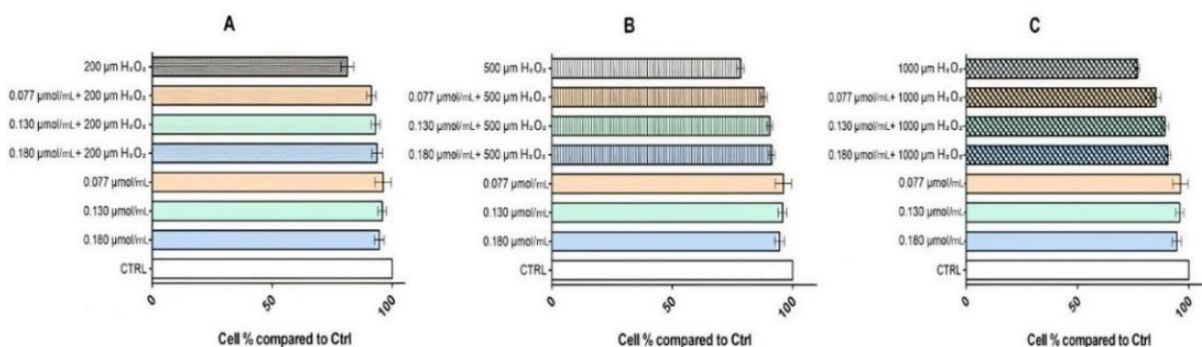 A
200 µm H₂O₂
0.077 µmol/mL+ 200 µm H₂O₂
0.130 µmol/mL+ 200 µm H₂O₂
0.180 µmol/mL+ 200 µm H₂O₂
0.077 µmol/mL
0.130 µmol/mL
0.180 µmol/mL
CTRL
0
50
100
Cell % compared to Ctrl
B
500 µm H₂O₂
0.077 µmol/mL+ 500 µm H₂O₂
0.130 µmol/mL+ 500 µm H₂O₂
0.180 µmol/mL+ 500 µm H₂O₂
0.077 µmol/mL
0.130 µmol/mL
0.180 µmol/mL
CTRL
0
50
100
Cell % compared to Ctrl
C
1000 µm H₂O₂
0.077 µmol/mL+ 1000 µm H₂O₂
0.130 µmol/mL+ 1000 µm H₂O₂
0.180 µmol/mL+ 1000 µm H₂O₂
0.077 µmol/mL
0.130 µmol/mL
0.180 µmol/mL
CTRL
0
50
100
Cell % compared to Ctrl